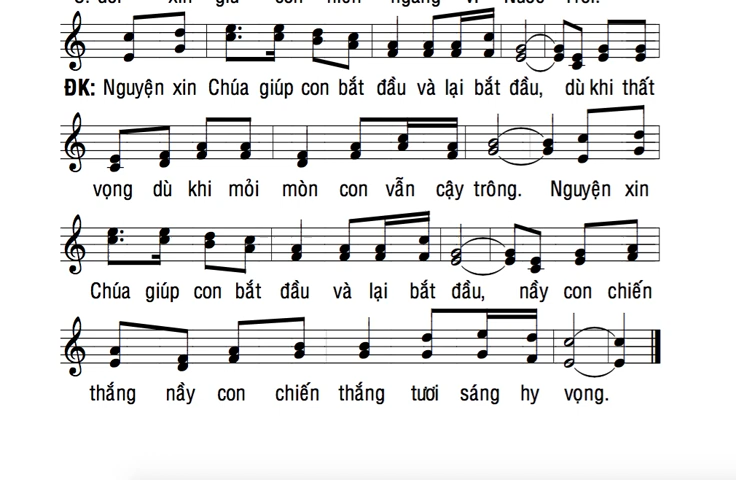 ĐK: Nguyện xin Chúa giúp con bắt đầu và lại bắt đầu, dù khi thất
vọng dù khi mỏi mòn con vẫn cậy trông. Nguyện xin
Chúa giúp con bắt đầu và lại bắt đầu, nầy con chiến
thắng nầy con chiến thắng tươi sáng hy vọng.